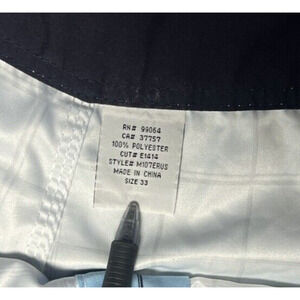 RN# 99064
CA# 37757
100% POLYESTER
CUT# E1414
STYLE# M107ERUS
MADE IN CHINA
SIZE 33